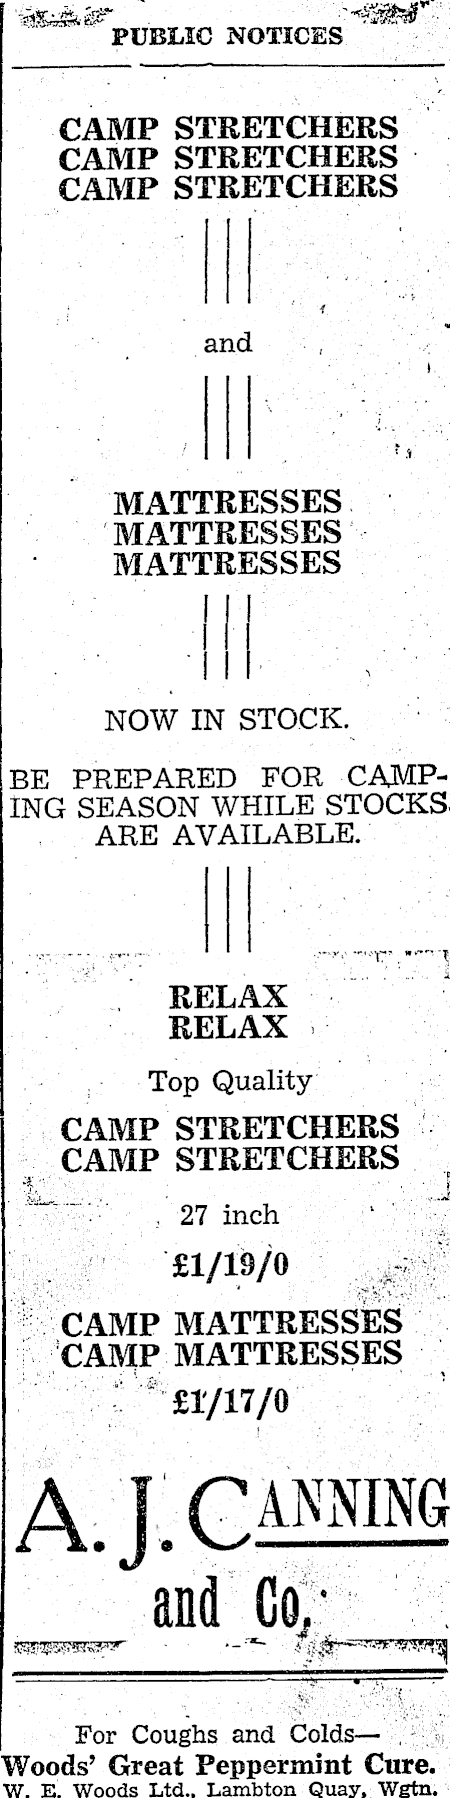 PUBLIC NOTICES
CAMP STRETCHERS
CAMP STRETCHERS
CAMP STRETCHERS
and
MATTRESSES
MATTRESSES
MATTRESSES
NOW IN STOCK.
BE PREPARED FOR CAMP-
ING SEASON WHILE STOCKS
ARE AVAILABLE.
RELAX
RELAX
Top Quality
CAMP STRETCHERS
CAMP STRETCHERS
27 inch
£1/19/0
CAMP MATTRESSES
CAMP MATTRESSES
£1/17/0
A. J. CANNING
and Co.
For Coughs and Colds—
Woods' Great Peppermint Cure.
W. E. Woods Ltd., Lambton Quay, Wgtn.